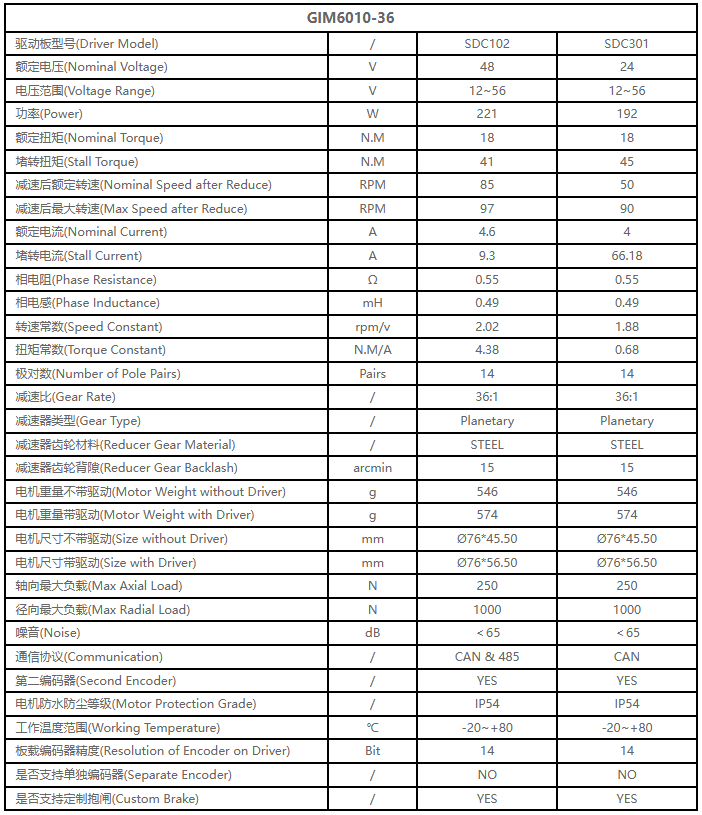 GIM6010-36
驱动板型号(Driver Model) / SDC102 SDC301
额定电压(Nominal Voltage) V 48 24
电压范围(Voltage Range) V 12~56 12~56
功率(Power) W 221 192
额定扭矩(Nominal Torque) N.M 18 18
堵转扭矩(Stall Torque) N.M 41 45
减速后额定转速(Nominal Speed after Reduce) RPM 85 50
减速后最大转速(Max Speed after Reduce) RPM 97 90
额定电流(Nominal Current) A 4.6 4
堵转电流(Stall Current) A 9.3 66.18
相电阻(Phase Resistance) Ω 0.55 0.55
相电感(Phase Inductance) mH 0.49 0.49
转速常数(Speed Constant) rpm/v 2.02 1.88
扭矩常数(Torque Constant) N.M/A 4.38 0.68
极对数(Number of Pole Pairs) Pairs 14 14
减速比(Gear Rate) / 36:1 36:1
减速器类型(Gear Type) / Planetary Planetary
减速器齿轮材料(Reducer Gear Material) / STEEL STEEL
减速器齿轮背隙(Reducer Gear Backlash) arcmin 15 15
电机重量不带驱动(Motor Weight without Driver) g 546 546
电机重量带驱动(Motor Weight with Driver) g 574 574
电机尺寸不带驱动(Size without Driver) mm Ø76*45.50 Ø76*45.50
电机尺寸带驱动(Size with Driver) mm Ø76*56.50 Ø76*56.50
轴向最大负载(Max Axial Load) N 250 250
径向最大负载(Max Radial Load) N 1000 1000
噪音(Noise) dB ＜65 ＜65
通信协议(Communication) / CAN & 485 CAN
第二编码器(Second Encoder) / YES YES
电机防水防尘等级(Motor Protection Grade) / IP54 IP54
工作温度范围(Working Temperature) ℃ -20~+80 -20~+80
板载编码器精度(Resolution of Encoder on Driver) Bit 14 14
是否支持单独编码器(Separate Encoder) / NO NO
是否支持定制抱闸(Custom Brake) / YES YES